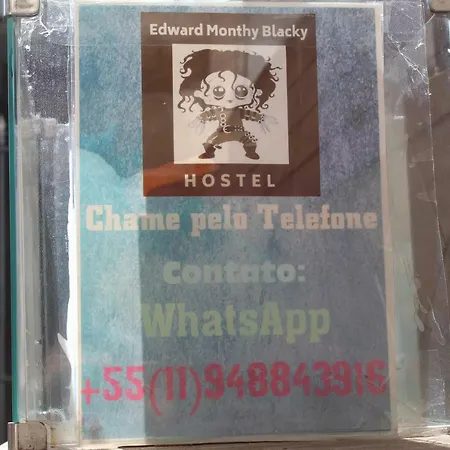 Edward Monthy Blacky
HOSTEL
Chame pelo Telefone
Contato:
WhatsApp
+55(11)948843916